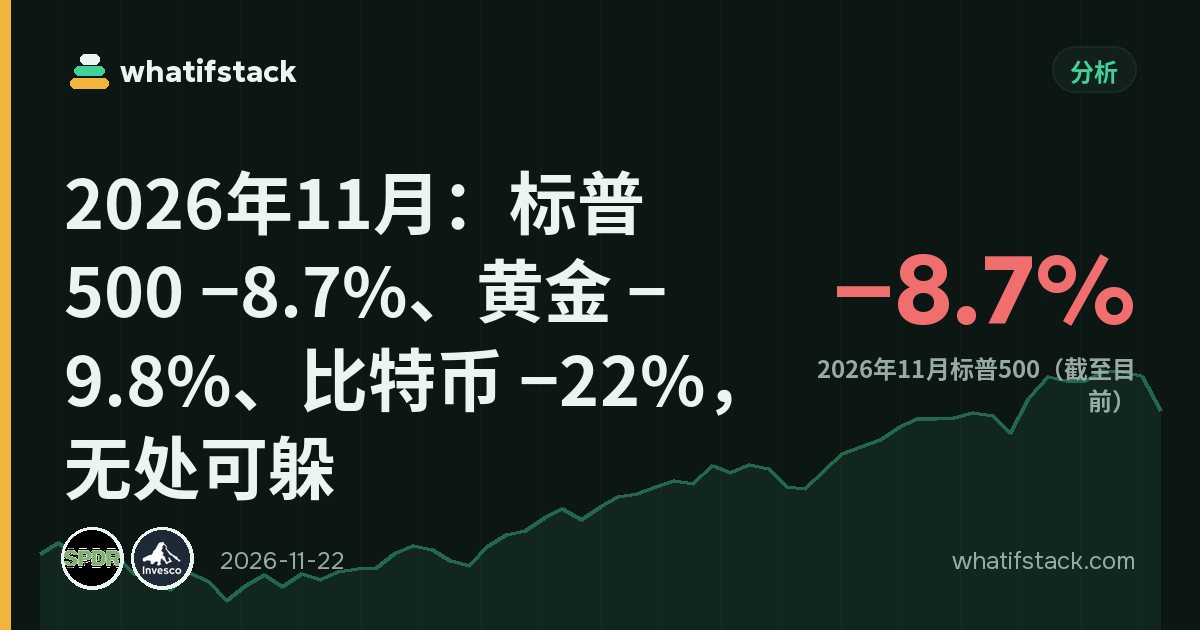 whatifstack
分析
2026年11月：标普
500 −8.7%、黄金 −
9.8%、比特币 −22%，
无处可躲
−8.7%
2026年11月标普500（截至目
前）
SPDR
Invesco
2026-11-22
whatifstack.com